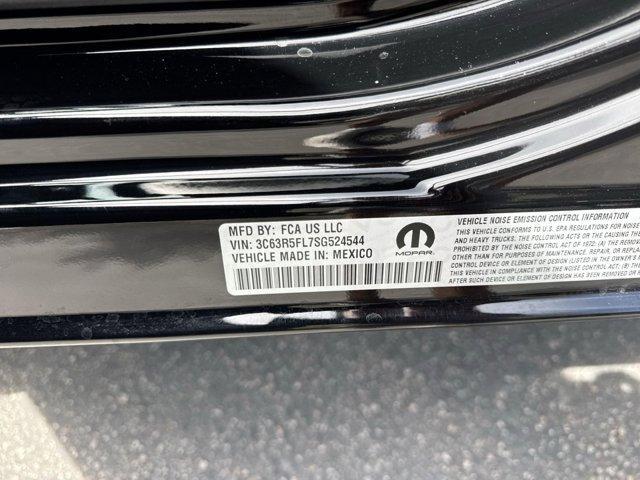 MFD BY: FCA US LLC
VIN: 3C63R5FL7SG524544
VEHICLE MADE IN: MEXICO
MOPAR
VEHICLE NOISE EMISSION CONTROL INFORMATION
THIS VEHICLE CONFORMS TO U.S. EPA REGULATIONS FOR NOISE
AND HEAVY TRUCKS. THE FOLLOWING ACTS OR THE CAUSING
PROHIBITED BY THE NOISE CONTROL ACT OF 1972: (A) THE REMOVAL
OTHER THAN FOR PURPOSES OF MAINTENANCE, REPAIR, OR REPLAC
CONTROL DEVICE OR ELEMENT OF DESIGN (LISTED IN THE OWNER'S M
THIS VEHICLE IN COMPLIANCE WITH THE NOISE CONTROL ACT; (B) THE
AFTER SUCH DEVICE OR ELEMENT OF DESIGN HAS BEEN REMOVED